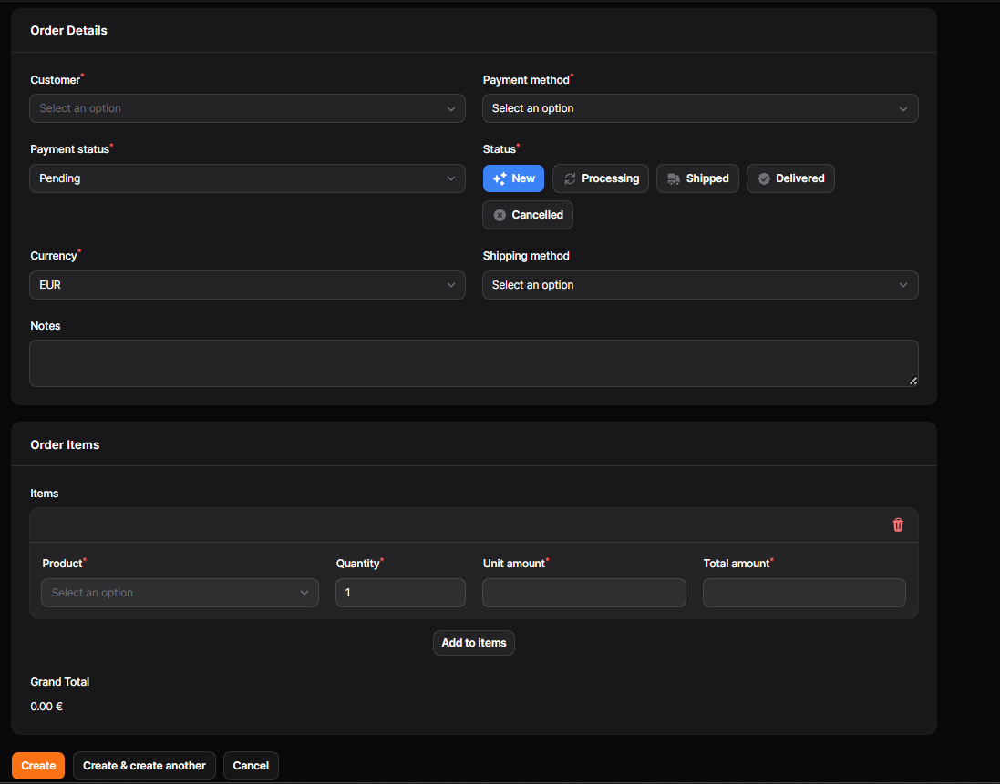 Order Details
Customer*
Payment method*
Select an option
Select an option
Payment status*
Status*
Pending
New
Processing
Shipped
Delivered
Cancelled
Currency*
Shipping method
EUR
Select an option
Notes
Order Items
Items
Product*
Quantity*
Unit amount*
Total amount*
Select an option
1
Add to items
Grand Total
0.00 €
Create
Create & create another
Cancel